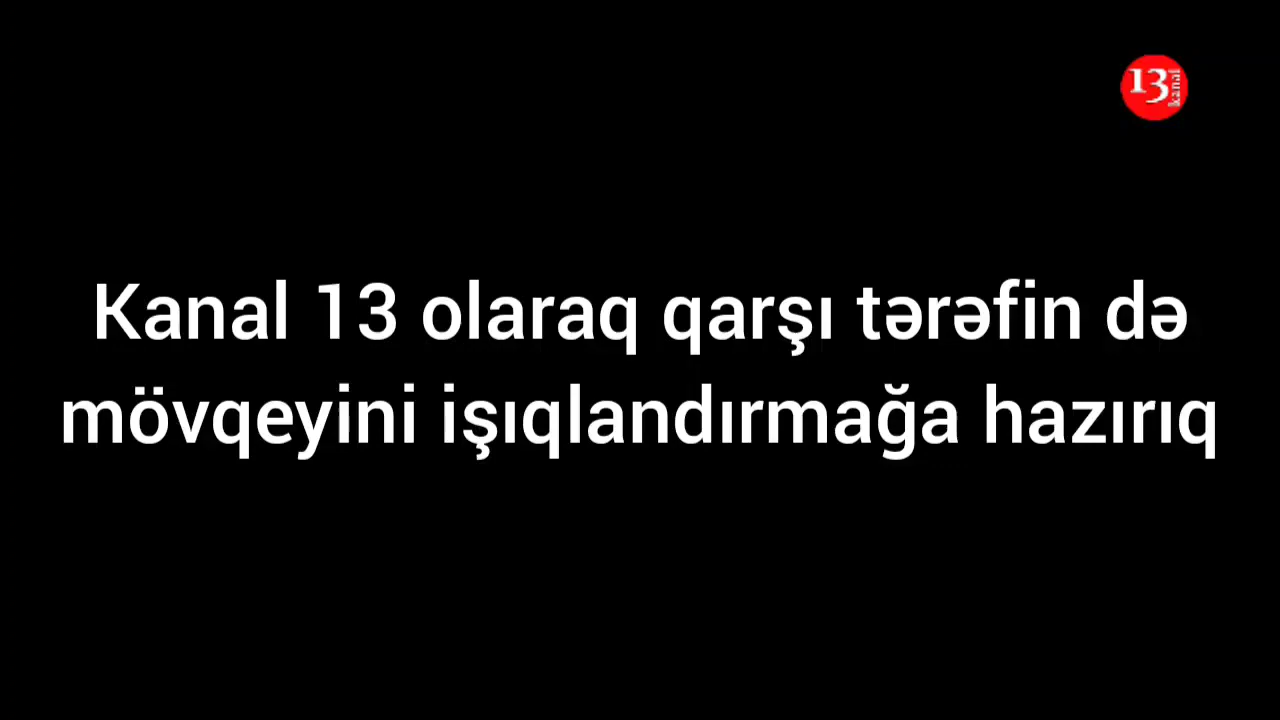 13 kanal
Kanal 13 olaraq qarşı tərəfin də
mövqeyini işıqlandırmağa hazırıq